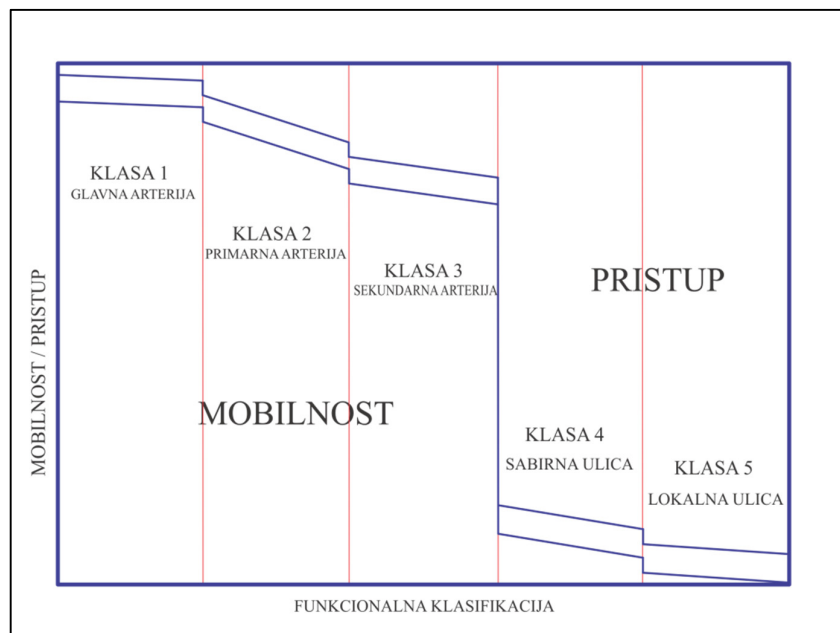 KLASA 1
GLAVNA ARTERIJA
KLASA 2
PRIMARNA ARTERIJA
KLASA 3
SEKUNDARNA ARTERIJA
PRISTUP
MOBILNOST / PRISTUP
MOBILNOST
KLASA 4
SABIRNA ULICA
KLASA 5
LOKALNA ULICA
FUNKCIONALNA KLASIFIKACIJA